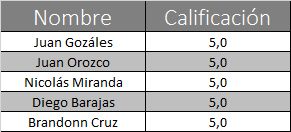 Nombre Calificación
Juan Gozáles 5,0
Juan Orozco 5,0
Nicolás Miranda 5,0
Diego Barajas 5,0
Brandonn Cruz 5,0